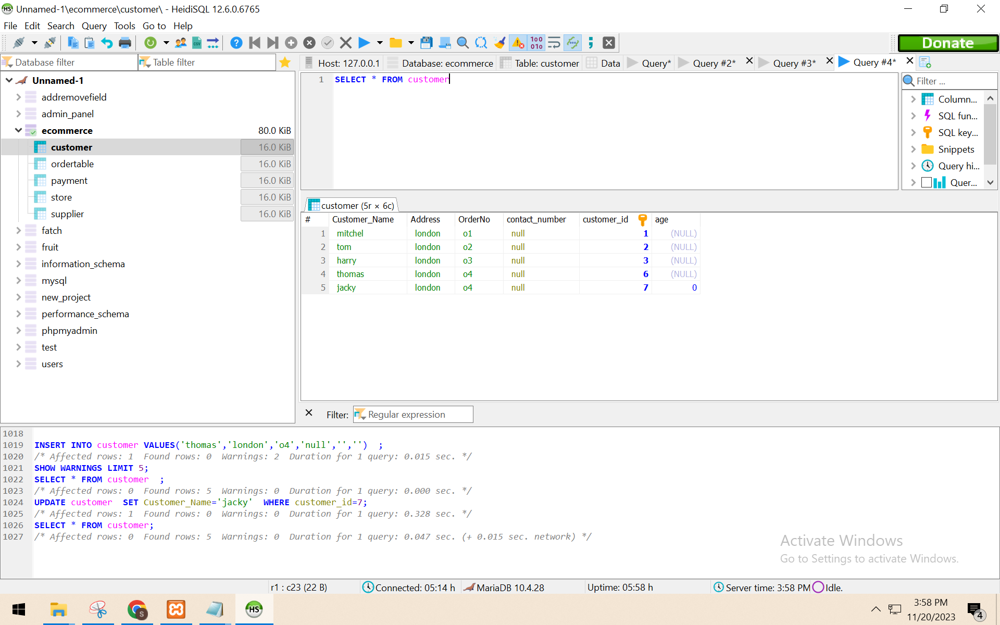 HS Unnamed-1\ecommerce\customer\ - HeidiSQL 12.6.0.6765
File Edit Search Query Tools Go to Help
Donate
Database filter Table filter
Host: 127.0.0.1 Database: ecommerce Table: customer Data Query* Query #2* Query #3* Query #4*
Unnamed-1
addremovefield
admin_panel
ecommerce 80.0 KiB
customer 16.0 KiB
ordertable 16.0 KiB
payment 16.0 KiB
store 16.0 KiB
supplier 16.0 KiB
fatch
fruit
information_schema
mysql
new_project
performance_schema
phpmyadmin
test
users
1 SELECT * FROM customer
Filter ...
Column...
SQL fun...
SQL key...
Snippets
Query hi...
Quer...
customer (5r × 6c)
# Customer_Name Address OrderNo contact_number customer_id age
1 mitchel london o1 null 1 (NULL)
2 tom london o2 null 2 (NULL)
3 harry london o3 null 3 (NULL)
4 thomas london o4 null 6 (NULL)
5 jacky london o4 null 7 0
Filter: Regular expression
1018
1019 INSERT INTO customer VALUES('thomas','london','o4','null','','') ;
1020 /* Affected rows: 1 Found rows: 0 Warnings: 2 Duration for 1 query: 0.015 sec. */
1021 SHOW WARNINGS LIMIT 5;
1022 SELECT * FROM customer ;
1023 /* Affected rows: 0 Found rows: 5 Warnings: 0 Duration for 1 query: 0.000 sec. */
1024 UPDATE customer SET Customer_Name='jacky' WHERE customer_id=7;
1025 /* Affected rows: 1 Found rows: 0 Warnings: 0 Duration for 1 query: 0.328 sec. */
1026 SELECT * FROM customer;
1027 /* Affected rows: 0 Found rows: 5 Warnings: 0 Duration for 1 query: 0.047 sec. (+ 0.015 sec. network) */
Activate Windows
Go to Settings to activate Windows.
r1 : c23 (22 B) Connected: 05:14 h MariaDB 10.4.28 Uptime: 05:58 h Server time: 3:58 PM Idle.
S HS 3:58 PM
11/20/2023 4